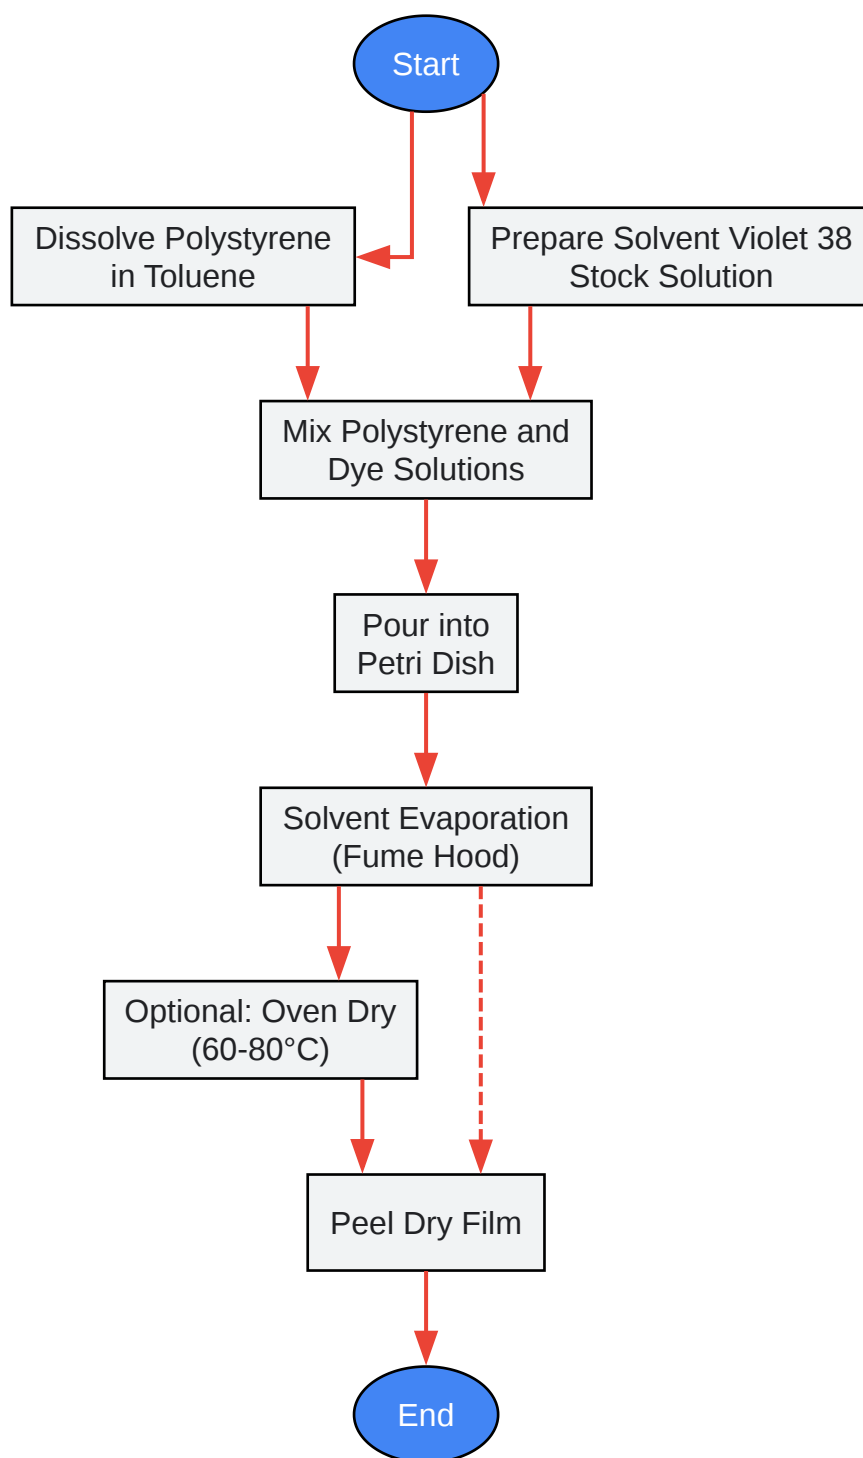 Start
Dissolve Polystyrene
in Toluene
Prepare Solvent Violet 38
Stock Solution
Mix Polystyrene and
Dye Solutions
Pour into
Petri Dish
Solvent Evaporation
(Fume Hood)
Optional: Oven Dry
(60-80°C)
Peel Dry Film
End